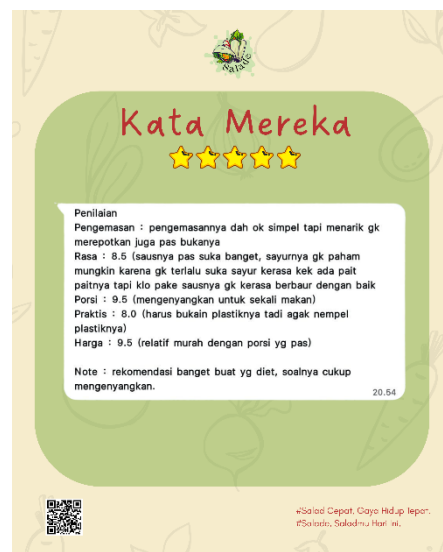 Salade
Kata Mereka
Penilaian
Pengemasan : pengemasannya dah ok simpel tapi menarik gk
merepotkan juga pas bukanya
Rasa : 8.5 (sausnya pas suka banget, sayurnya gk paham
mungkin karena gk terlalu suka sayur kerasa kek ada pait
paitnya tapi klo pake sausnya gk kerasa berbaur dengan baik
Porsi : 9.5 (mengenyangkan untuk sekali makan)
Praktis : 8.0 (harus bukain plastiknya tadi agak nempel
plastiknya)
Harga : 9.5 (relatif murah dengan porsi yg pas)
Note : rekomendasi banget buat yg diet, soalnya cukup
mengenyangkan.
20.54
#Salad Cepat, Gaya Hidup Tepat.
#Salade, Saladmu Hari Ini.